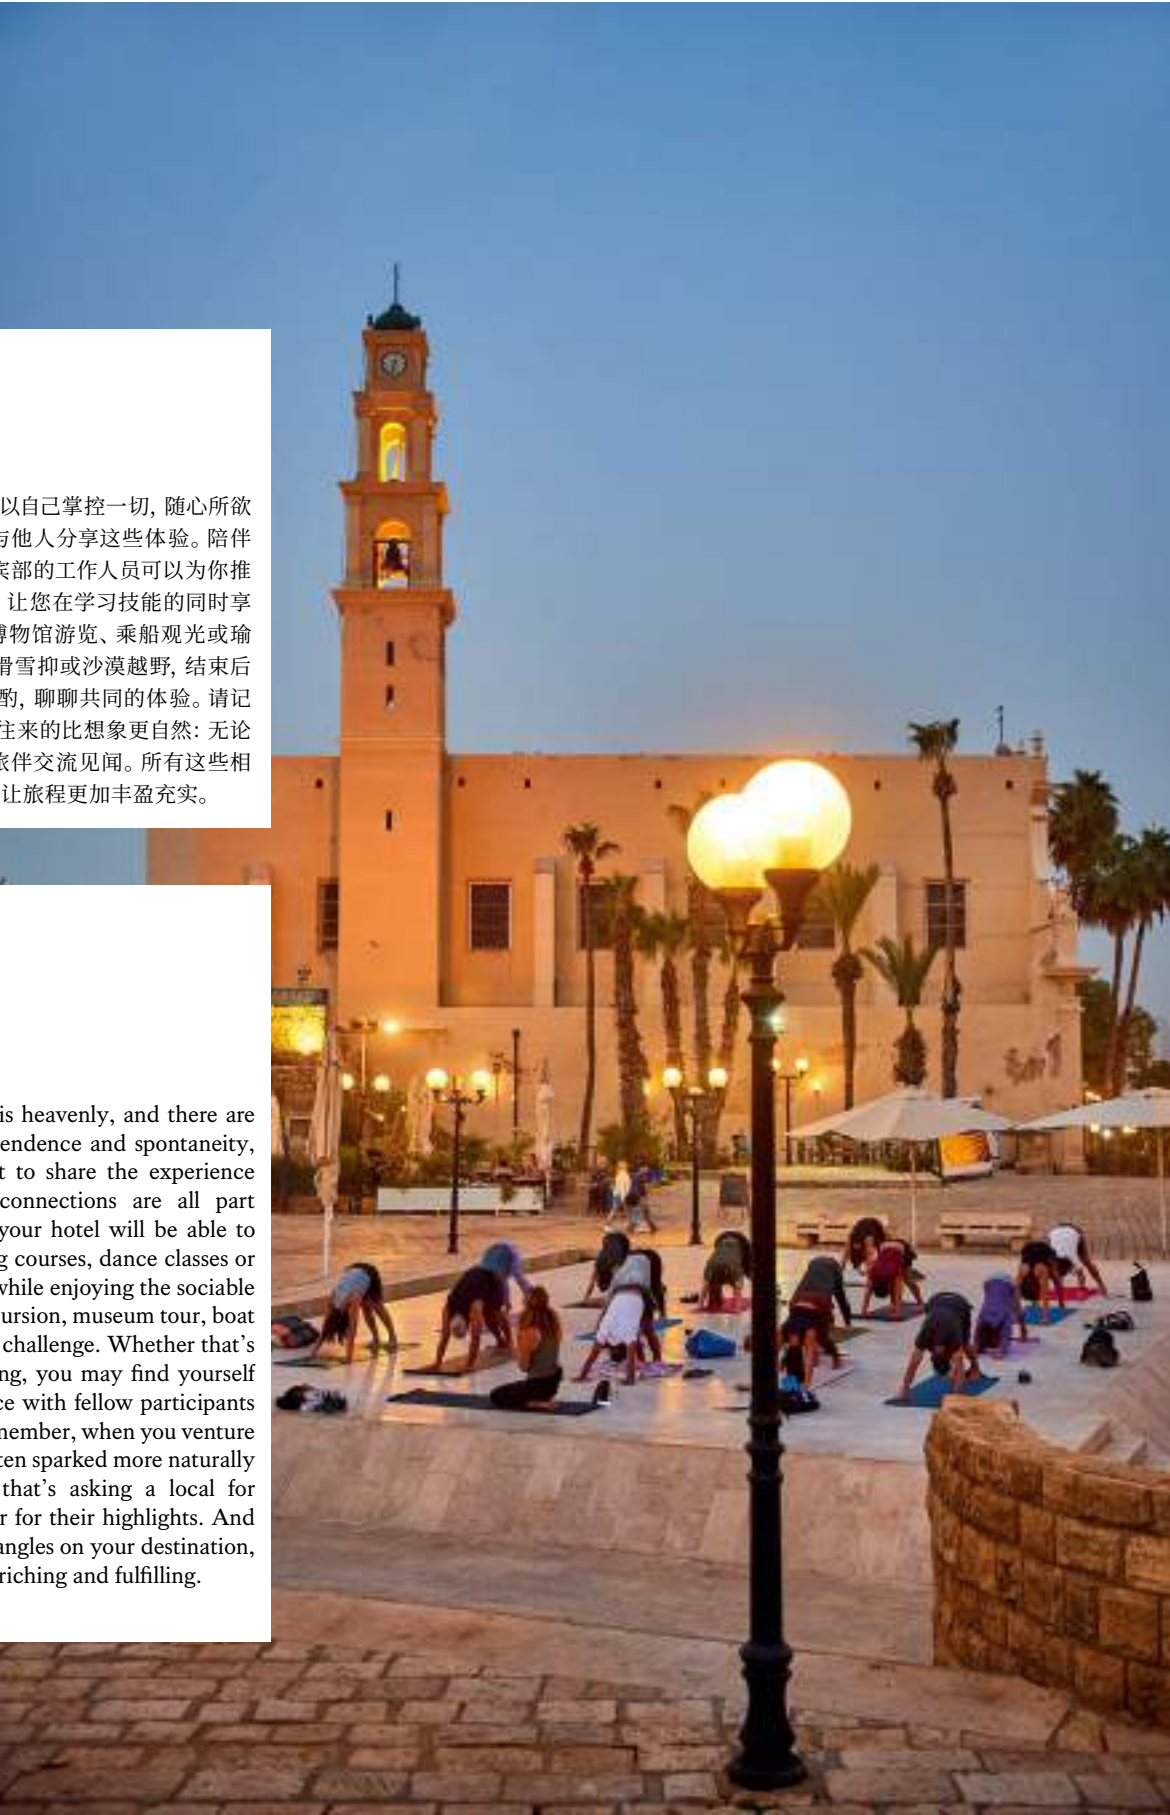 以自己掌控一切, 随心所欲
与他人分享这些体验。陪伴
宾部的工作人员可以为你推
让您在学习技能的同时享
博物馆游览、乘船观光或瑜
滑雪抑或沙漠越野, 结束后
酌, 聊聊共同的体验。请记
往来的比想象更自然: 无论
旅伴交流见闻。所有这些相
让旅程更加丰盈充实。
is heavenly, and there are
endence and spontaneity,
t to share the experience
connections are all part
your hotel will be able to
g courses, dance classes or
while enjoying the sociable
ursion, museum tour, boat
challenge. Whether that's
ng, you may find yourself
ce with fellow participants
member, when you venture
ten sparked more naturally
that's asking a local for
r for their highlights. And
angles on your destination,
riching and fulfilling.